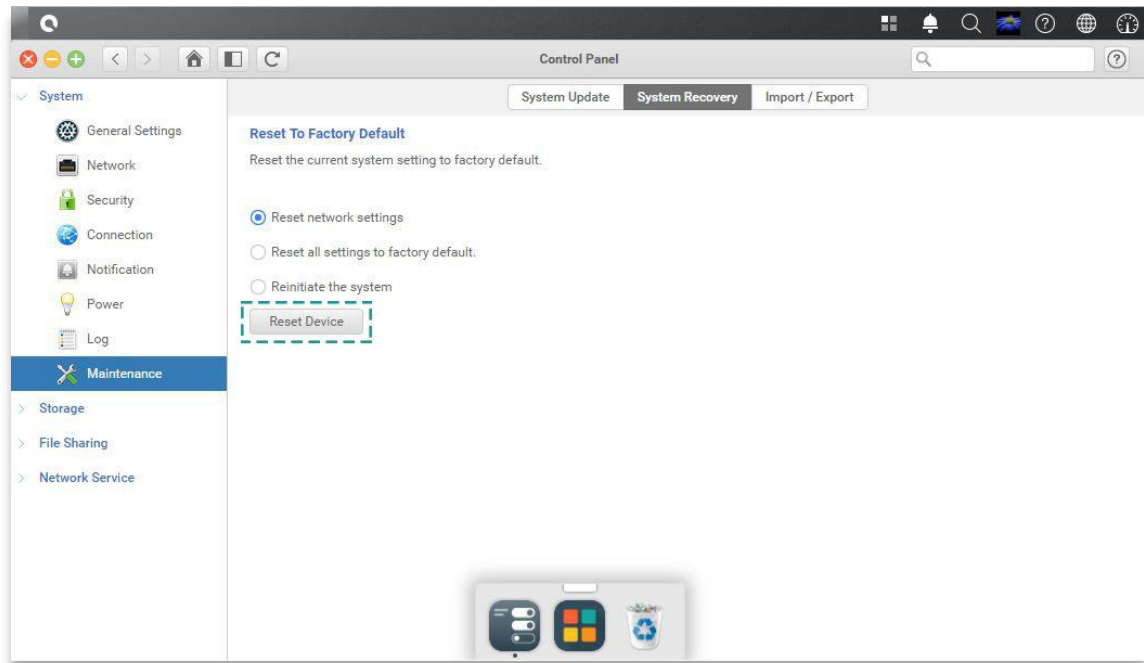 Control Panel
System
General Settings
Network
Security
Connection
Notification
Power
Log
Maintenance
Storage
File Sharing
Network Service
System Update
System Recovery
Import / Export
Reset To Factory Default
Reset the current system setting to factory default.
Reset network settings
Reset all settings to factory default.
Reinitiate the system
Reset Device